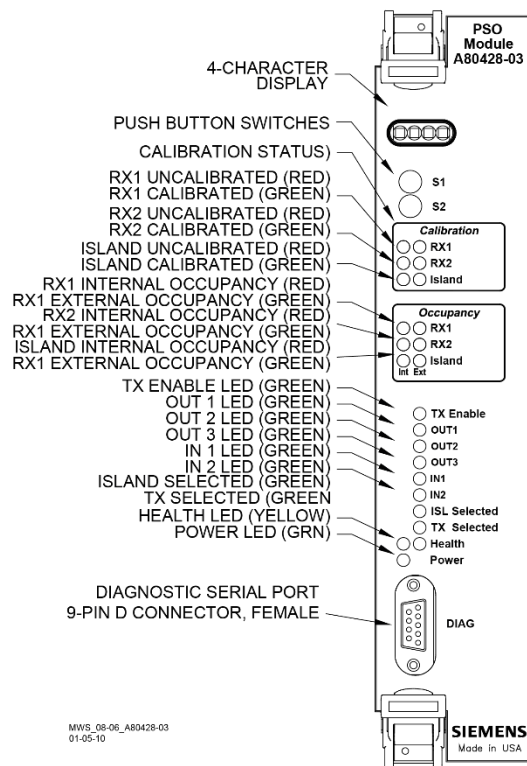 PSO
Module
A80428-03
4-CHARACTER
DISPLAY
PUSH BUTTON SWITCHES
CALIBRATION STATUS)
RX1 UNCALIBRATED (RED)
RX1 CALIBRATED (GREEN)
RX2 UNCALIBRATED (RED)
RX2 CALIBRATED (GREEN)
ISLAND UNCALIBRATED (RED)
ISLAND CALIBRATED (GREEN)
RX1 INTERNAL OCCUPANCY (RED)
RX1 EXTERNAL OCCUPANCY (GREEN)
RX2 INTERNAL OCCUPANCY (RED)
RX1 EXTERNAL OCCUPANCY (GREEN)
ISLAND INTERNAL OCCUPANCY (RED)
RX1 EXTERNAL OCCUPANCY (GREEN)
TX ENABLE LED (GREEN)
OUT 1 LED (GREEN)
OUT 2 LED (GREEN)
OUT 3 LED (GREEN)
IN 1 LED (GREEN)
IN 2 LED (GREEN)
ISLAND SELECTED (GREEN)
TX SELECTED (GREEN
HEALTH LED (YELLOW)
POWER LED (GRN)
DIAGNOSTIC SERIAL PORT
9-PIN D CONNECTOR, FEMALE
S1
S2
Calibration
RX1
RX2
Island
Occupancy
RX1
RX2
Island
Int Ext
TX Enable
OUT1
OUT2
OUT3
IN1
IN2
ISL Selected
TX Selected
Health
Power
DIAG
SIEMENS
Made in USA
MWS_08-06_A80428-03
01-05-10